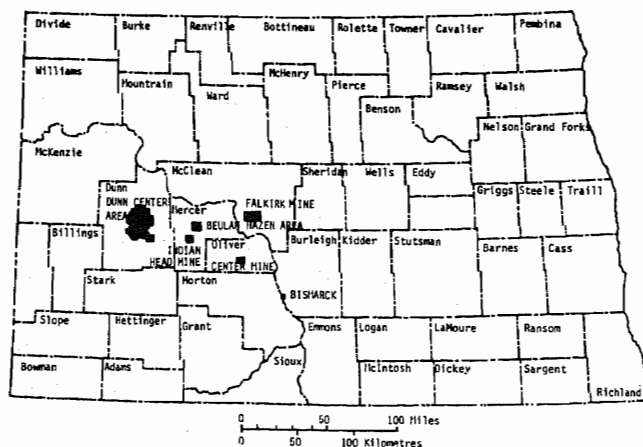 Divide Burke Renville Bottineau Rolette Towner Cavalier Pembina
Williams Mountrain Ward McHenry Pierce Ramsey Walsh
Benson
Nelson Grand Forks
McKenzie McClean Sheridan Wells Eddy
Dunn
DUNN CENTER
AREA
Mercer
FALKIRK MINE
BEULAH HAZEN AREA
Griggs Steele Traill
Billings
INDIAN
HEAD MINE
Oliver
CENTER MINE
Burleigh Kidder Stutsman Barnes Cass
Stark Morton
BISMARCK
Slope Hettinger Grant
Emmons Logan LaMoure Ransom
Bowman Adams Sioux McIntosh Dickey Sargent
Richland
0 50 100 Miles
0 50 100 Kilometres